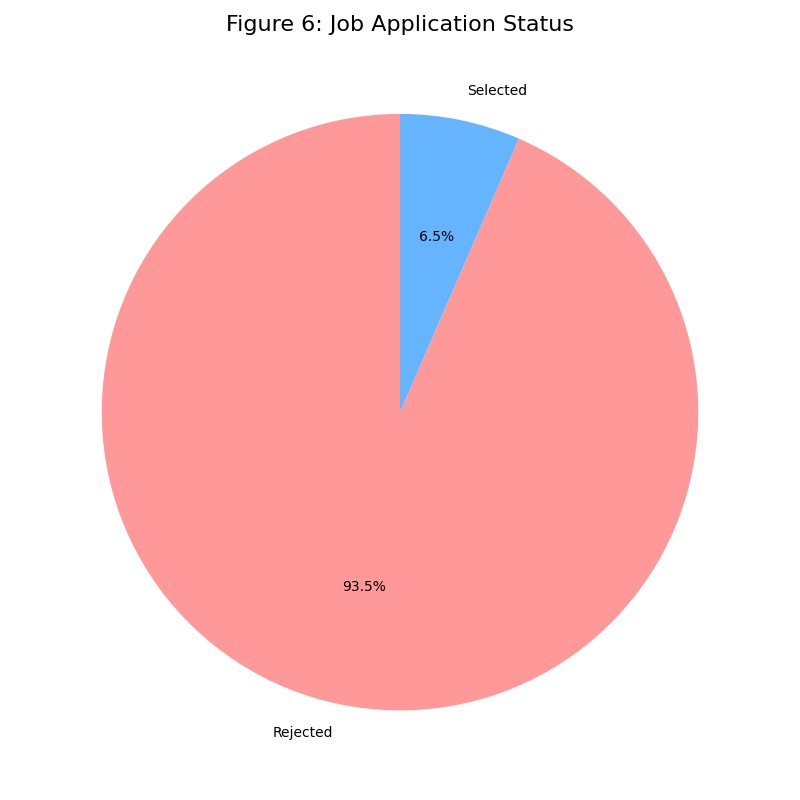 Figure 6: Job Application Status
Selected
6.5%
93.5%
Rejected